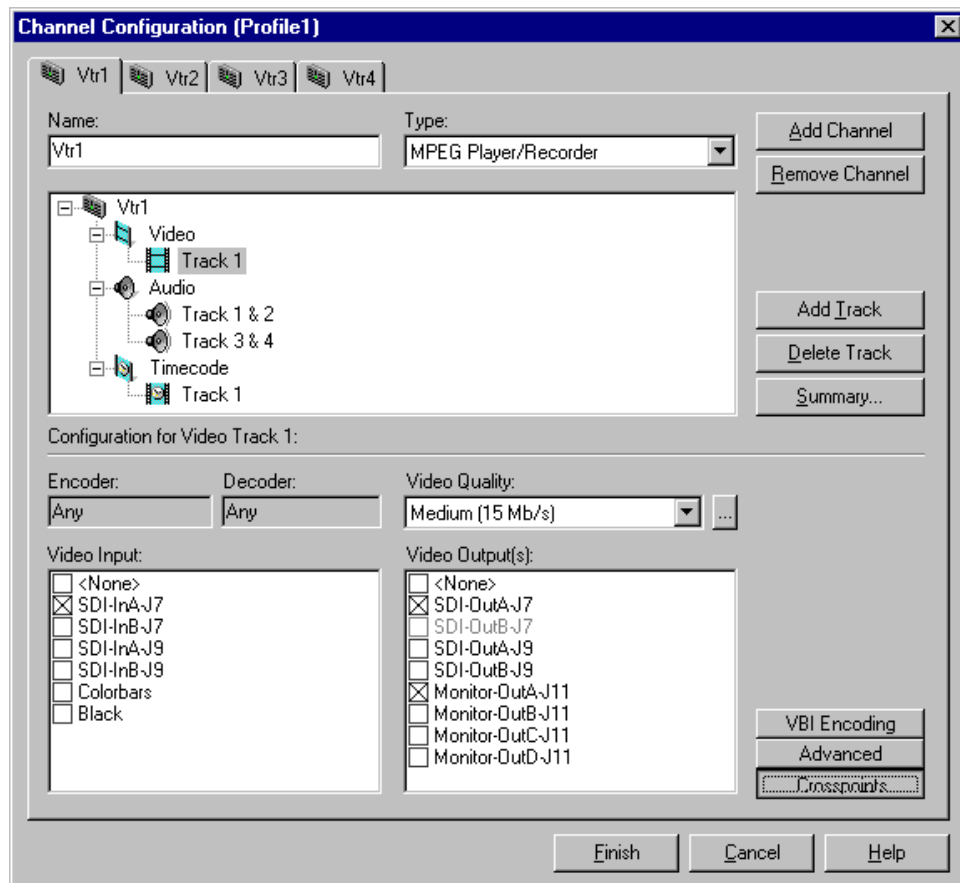 Channel Configuration (Profile1)
Vtr1 Vtr2 Vtr3 Vtr4
Name:
Vtr1
Type:
MPEG Player/Recorder
Add Channel
Remove Channel
Vtr1
Video
Track 1
Audio
Track 1 & 2
Track 3 & 4
Timecode
Track 1
Add Track
Delete Track
Summary...
Configuration for Video Track 1:
Encoder:
Any
Decoder:
Any
Video Quality:
Medium (15 Mb/s)
...
Video Input:
<None>
SDI-InA-J7
SDI-InB-J7
SDI-InA-J9
SDI-InB-J9
Colorbars
Black
Video Output(s):
<None>
SDI-OutA-J7
SDI-OutB-J7
SDI-OutA-J9
SDI-OutB-J9
Monitor-OutA-J11
Monitor-OutB-J11
Monitor-OutC-J11
Monitor-OutD-J11
VBI Encoding
Advanced
Crosspoints
Finish
Cancel
Help